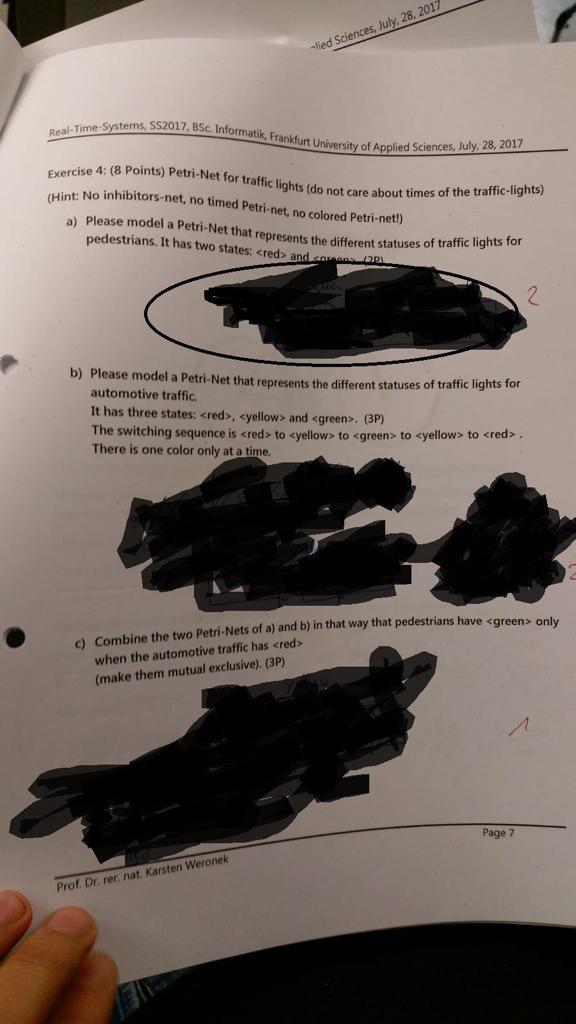 lied Sciences, July, 28, 2017
Real-Time-Systems, SS2017, BSc. Informatik, Frankfurt University of Applied Sciences, July, 28, 2017
Exercise 4: (8 Points) Petri-Net for traffic lights (do not care about times of the traffic-lights)
(Hint: No inhibitors-net, no timed Petri-net, no colored Petri-net!)
a) Please model a Petri-Net that represents the different statuses of traffic lights for
pedestrians. It has two states: <red> and <green> (2P)
2
b) Please model a Petri-Net that represents the different statuses of traffic lights for
automotive traffic.
It has three states: <red>, <yellow> and <green>. (3P)
The switching sequence is <red> to <yellow> to <green> to <yellow> to <red> .
There is one color only at a time.
2
c) Combine the two Petri-Nets of a) and b) in that way that pedestrians have <green> only
when the automotive traffic has <red>
(make them mutual exclusive). (3P)
1
Page 7
Prof. Dr. rer. nat. Karsten Weronek